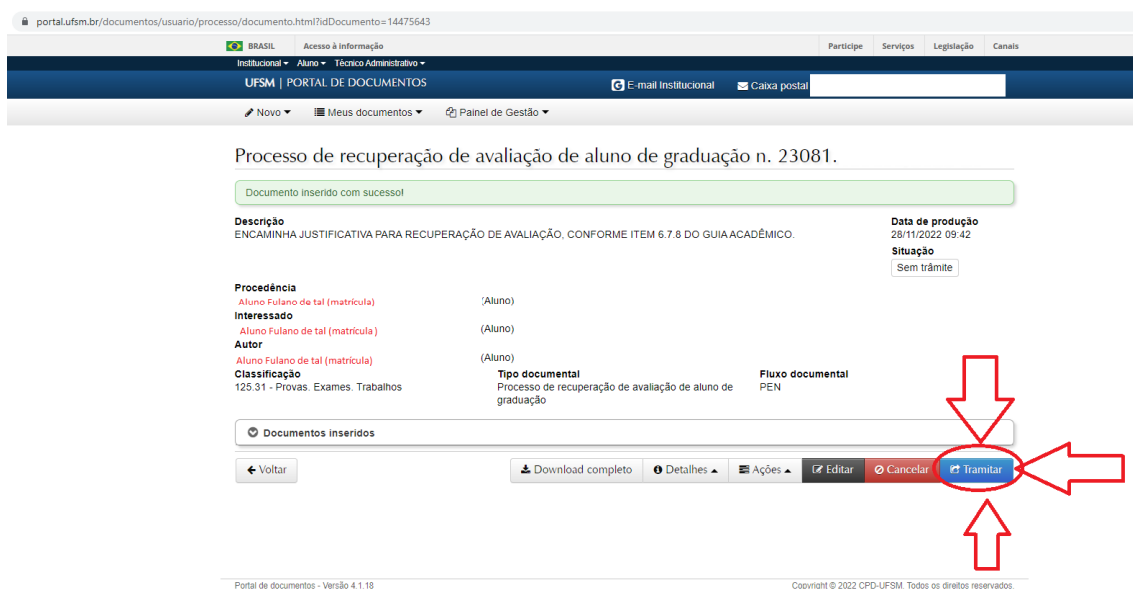 portal.ufsm.br/documentos/usuario/processo/documento.html?idDocumento=14475643
BRASIL Acesso à informação Participe Serviços Legislação Canais
Institucional Aluno Técnico Administrativo
UFSM | PORTAL DE DOCUMENTOS G E-mail Institucional Caixa postal
Novo Meus documentos Painel de Gestão
Processo de recuperação de avaliação de aluno de graduação n. 23081.
Documento inserido com sucesso!
Descrição Data de produção
ENCAMINHA JUSTIFICATIVA PARA RECUPERAÇÃO DE AVALIAÇÃO, CONFORME ITEM 6.7.8 DO GUIA ACADÊMICO. 28/11/2022 09:42
Situação
Sem trâmite
Procedência
Aluno Fulano de tal (matrícula) (Aluno)
Interessado
Aluno Fulano de tal (matrícula ) (Aluno)
Autor
Aluno Fulano de tal (matrícula) (Aluno)
Classificação Tipo documental Fluxo documental
125.31 - Provas. Exames. Trabalhos Processo de recuperação de avaliação de aluno de PEN
graduação
Documentos inseridos
Voltar Download completo Detalhes Ações Editar Cancelar Tramitar
Portal de documentos - Versão 4.1.18 Copyright © 2022 CPD-UFSM. Todos os direitos reservados.